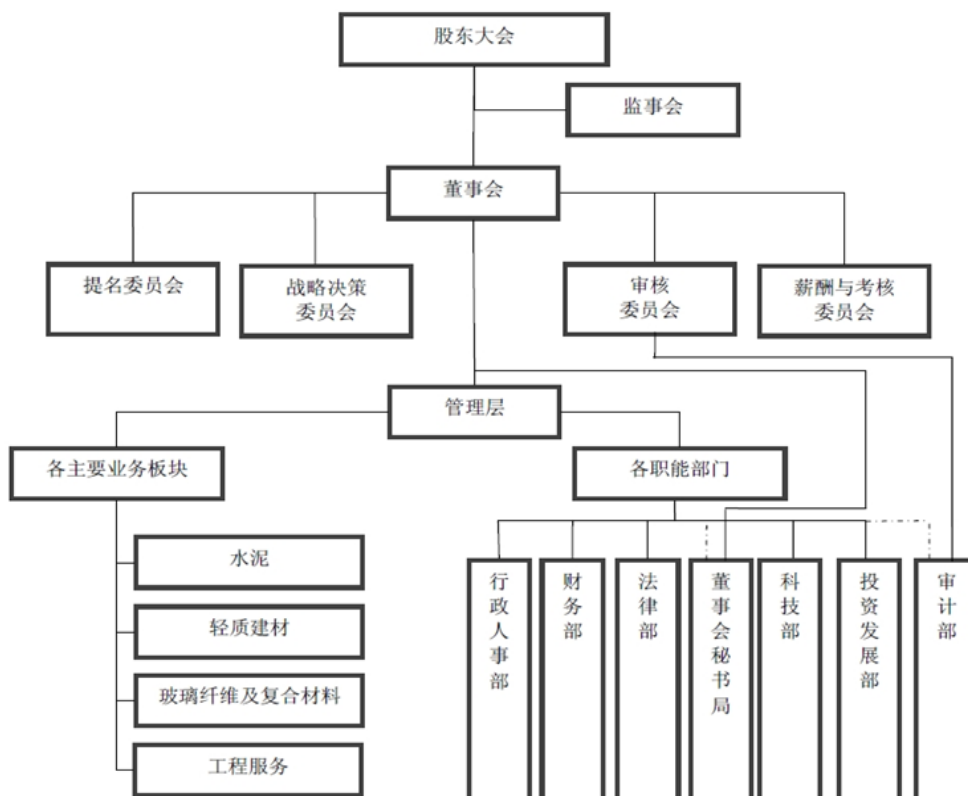 股东大会
监事会
董事会
提名委员会
战略决策
委员会
审核
委员会
薪酬与考核
委员会
管理层
各主要业务板块
各职能部门
水泥
轻质建材
玻璃纤维及复合材料
工程服务
行政人事部
财务部
法律部
董事会秘书局
科技部
投资发展部
审计部